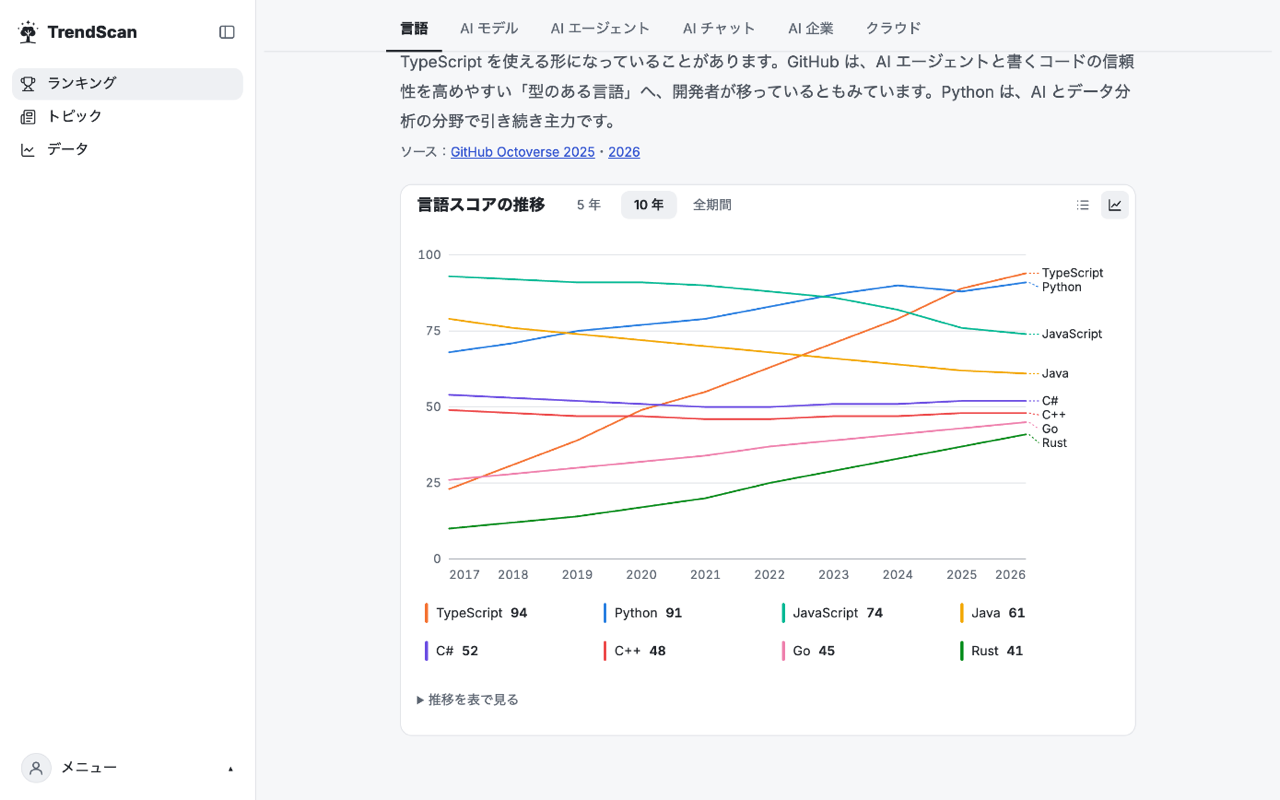 TrendScan
ランキング
トピック
データ
メニュー
言語 AI モデル AI エージェント AI チャット AI 企業 クラウド
TypeScript を使える形になっていることがあります。GitHub は、AI エージェントと書くコードの信頼
性を高めやすい「型のある言語」へ、開発者が移っているともみています。Python は、AI とデータ分
析の分野で引き続き主力です。
ソース：GitHub Octoverse 2025・2026
言語スコアの推移 5 年 10 年 全期間
100
75
50
25
0
TypeScript
Python
JavaScript
Java
C#
C++
Go
Rust
2017 2018 2019 2020 2021 2022 2023 2024 2025 2026
TypeScript 94 Python 91 JavaScript 74 Java 61
C# 52 C++ 48 Go 45 Rust 41
▶ 推移を表で見る